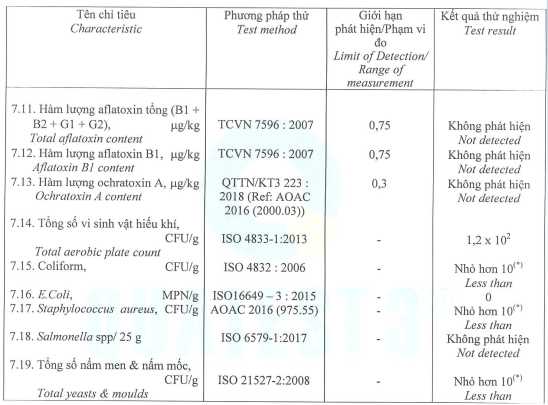 Tên chỉ tiêu Phương pháp thử Giới hạn Kết quả thử nghiệm
Characteristic Test method phát hiện/Phạm vi Test result
đo
Limit of Detection/
Range of
measurement
7.11. Hàm lượng aflatoxin tổng (B1 +
B2 + G1 + G2), μg/kg TCVN 7596 : 2007 0,75 Không phát hiện
Total aflatoxin content Not detected
7.12. Hàm lượng aflatoxin B1, μg/kg TCVN 7596 : 2007 0,75 Không phát hiện
Aflatoxin B1 content Not detected
7.13. Hàm lượng ochratoxin A, μg/kg QTTN/KT3 223 : 0,3 Không phát hiện
Ochratoxin A content 2018 (Ref: AOAC Not detected
2016 (2000.03))
7.14. Tổng số vi sinh vật hiếu khí,
CFU/g ISO 4833-1:2013 - 1,2 x 10²
Total aerobic plate count
7.15. Coliform, CFU/g ISO 4832 : 2006 - Nhỏ hơn 10(*)
Less than
7.16. E.Coli, MPN/g ISO16649 – 3 : 2015 - 0
7.17. Staphylococcus aureus, CFU/g AOAC 2016 (975.55) - Nhỏ hơn 10(*)
Less than
7.18. Salmonella spp/ 25 g ISO 6579-1:2017 - Không phát hiện
Not detected
7.19. Tổng số nấm men & nấm mốc,
CFU/g ISO 21527-2:2008 - Nhỏ hơn 10(*)
Total yeasts & moulds Less than
QUATEST 3®